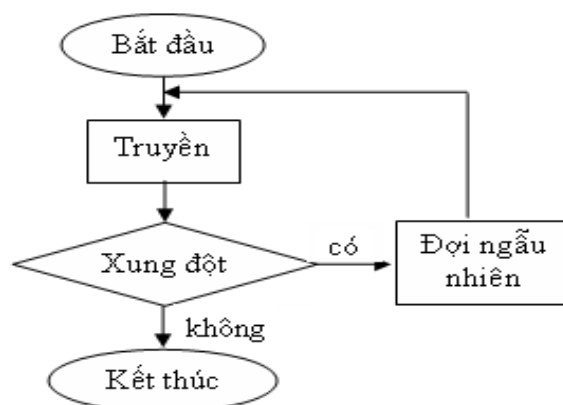 Bắt đầu
Truyền
Xung đột
có
Đợi ngẫu
nhiên
không
Kết thúc